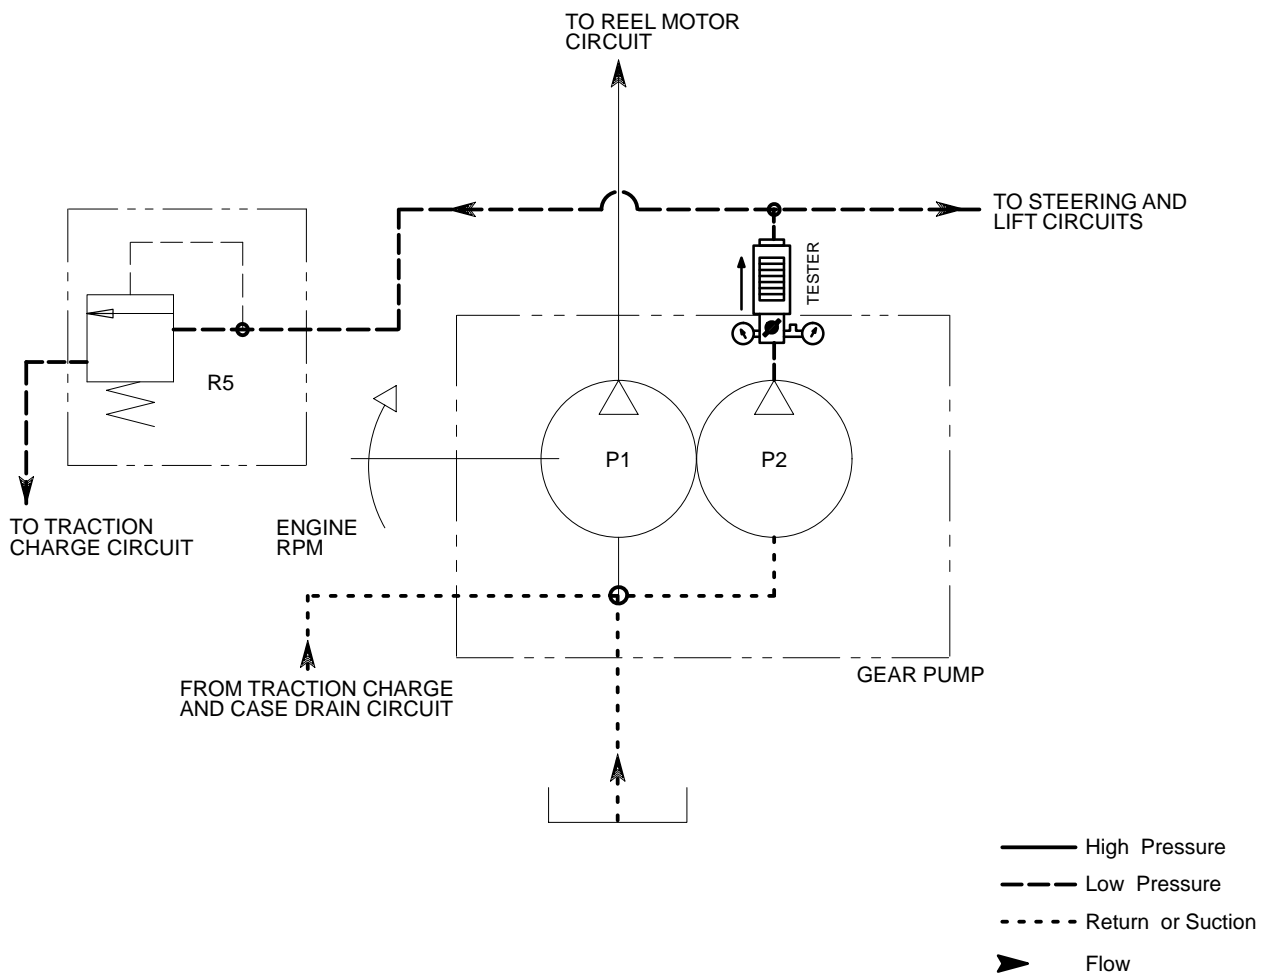 TO REEL MOTOR
CIRCUIT
TO STEERING AND
LIFT CIRCUITS
TESTER
R5
P1
P2
TO TRACTION
CHARGE CIRCUIT
ENGINE
RPM
GEAR PUMP
FROM TRACTION CHARGE
AND CASE DRAIN CIRCUIT
High Pressure
Low Pressure
Return or Suction
Flow